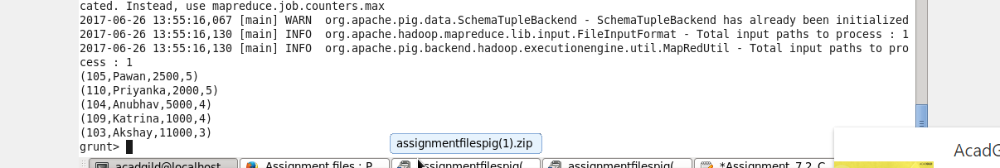 cated. Instead, use mapreduce.job.counters.max
2017-06-26 13:55:16,067 [main] WARN  org.apache.pig.data.SchemaTupleBackend - SchemaTupleBackend has already been initialized
2017-06-26 13:55:16,130 [main] INFO  org.apache.hadoop.mapreduce.lib.input.FileInputFormat - Total input paths to process : 1
2017-06-26 13:55:16,130 [main] INFO  org.apache.pig.backend.hadoop.executionengine.util.MapRedUtil - Total input paths to pro
cess : 1
(105,Pawan,2500,5)
(110,Priyanka,2000,5)
(104,Anubhav,5000,4)
(109,Katrina,1000,4)
(103,Akshay,11000,3)
grunt>
assignmentfilespig(1).zip
AcadG
acadgild@localhost
Assignment files : P
assignmentfilespig(
assignmentfilespig(
*Assignment 7.2 C